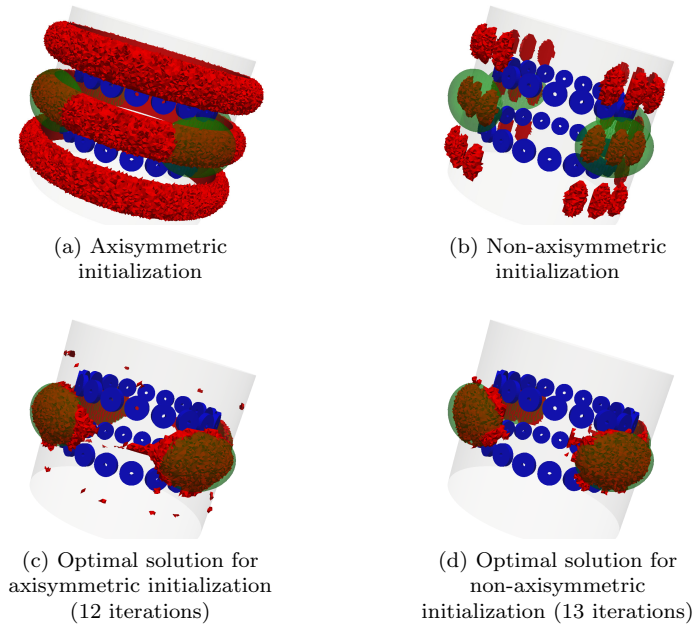 (a) Axisymmetric
initialization
(b) Non-axisymmetric
initialization
(c) Optimal solution for
axisymmetric initialization
(12 iterations)
(d) Optimal solution for
non-axisymmetric
initialization (13 iterations)